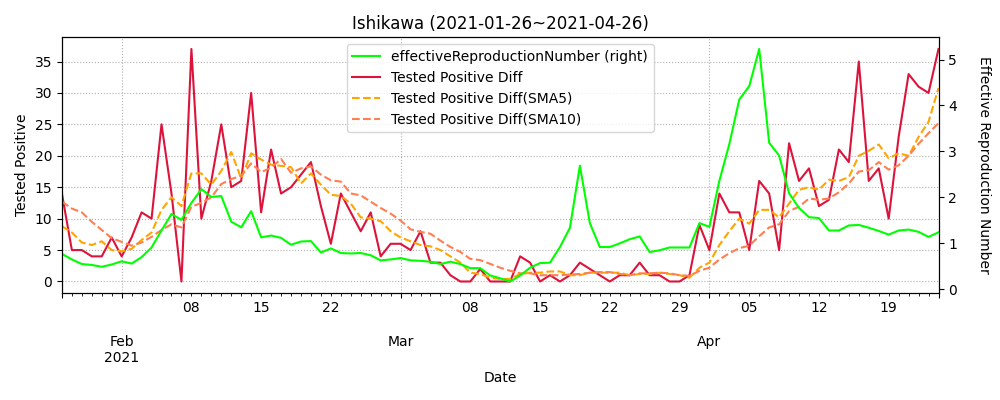 Ishikawa (2021-01-26~2021-04-26)
effectiveReproductionNumber (right)
Tested Positive Diff
Tested Positive Diff(SMA5)
Tested Positive Diff(SMA10)
Tested Positive
35
30
25
20
15
10
5
0
5
4
3
2
1
0
Effective Reproduction Number
08
15
22
08
15
22
29
05
12
19
Feb
2021
Mar
Apr
Date